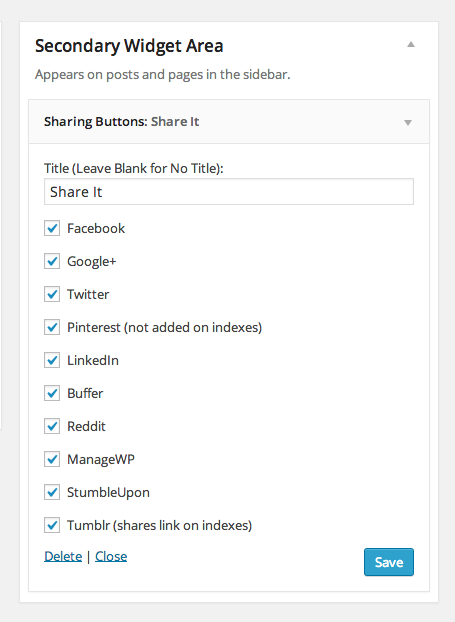 Secondary Widget Area
Appears on posts and pages in the sidebar.
Sharing Buttons: Share It
Title (Leave Blank for No Title):
Share It
Facebook
Google+
Twitter
Pinterest (not added on indexes)
LinkedIn
Buffer
Reddit
ManageWP
StumbleUpon
Tumblr (shares link on indexes)
Delete | Close
Save